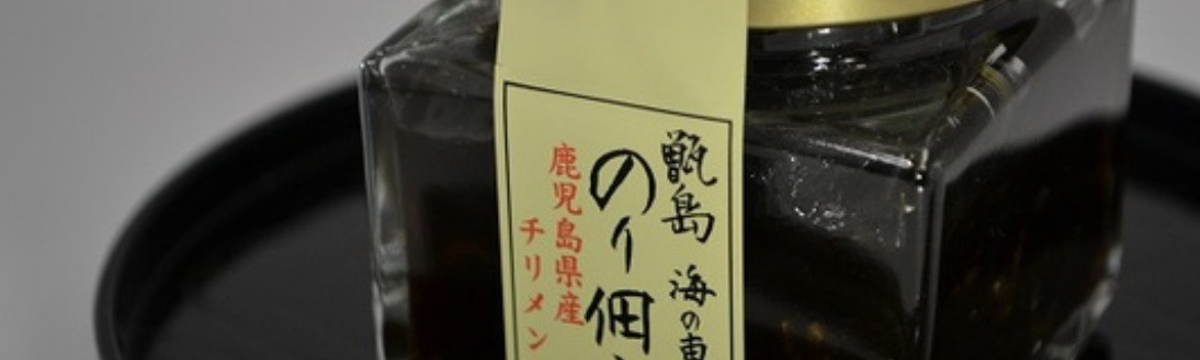 甑島 海の恵
のり佃
鹿児島県産
チリメン